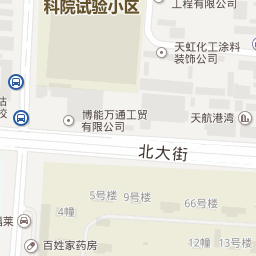 科院试验小区
工程有限公司
天虹化工涂料
装饰公司
博能万通工贸
有限公司
天航港湾
北大街
5号楼
9号楼
66号楼
4幢
12幢
13号楼
百姓家药房